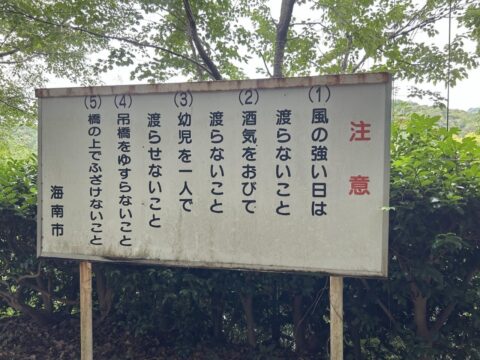 注意
(1) 風の強い日は
渡らないこと
(2) 酒気をおびて
渡らないこと
(3) 幼児を一人で
渡らせないこと
(4) 吊橋をゆすらないこと
(5) 橋の上でふざけないこと
海南市